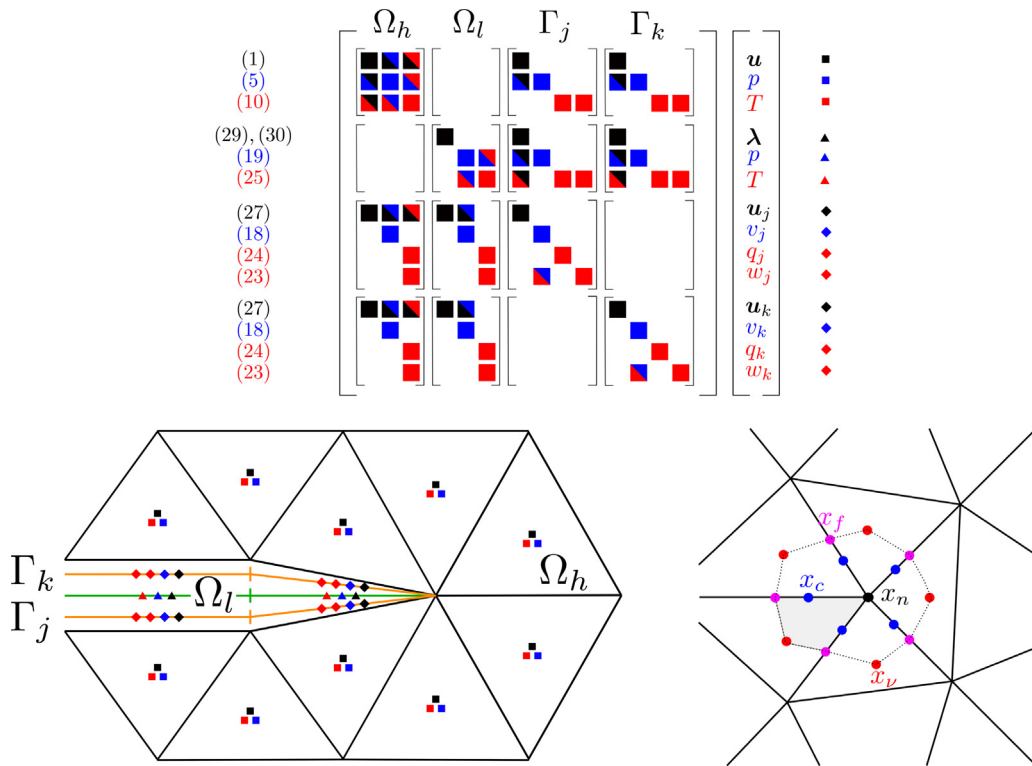 Ω_h Ω_l Γ_j Γ_k
(1) u
(5) p
(10) T
(29), (30) λ
(19) p
(25) T
(27) u_j
(18) v_j
(24) q_j
(23) w_j
(27) u_k
(18) v_k
(24) q_k
(23) w_k
Γ_k
Γ_j
Ω_l
Ω_h
x_f
x_c
x_n
x_ν